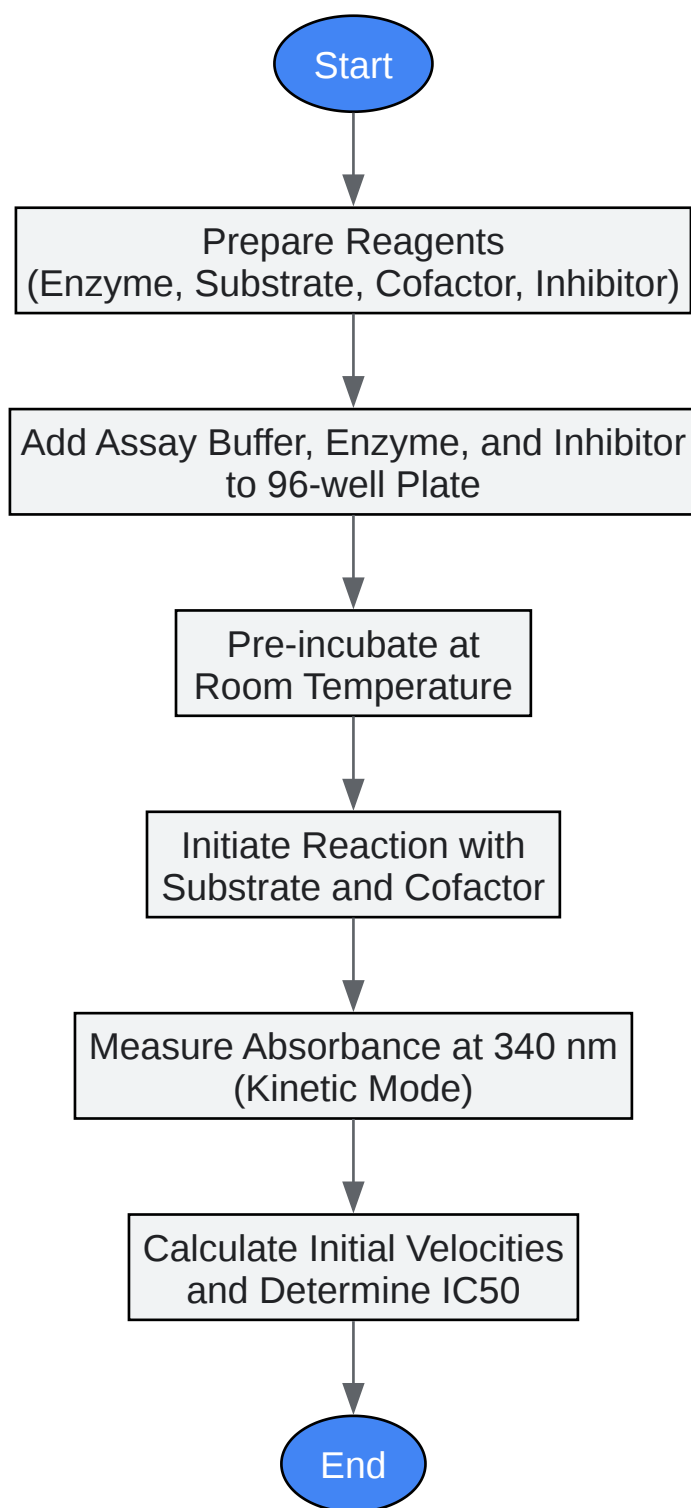 Start
Prepare Reagents
(Enzyme, Substrate, Cofactor, Inhibitor)
Add Assay Buffer, Enzyme, and Inhibitor
to 96-well Plate
Pre-incubate at
Room Temperature
Initiate Reaction with
Substrate and Cofactor
Measure Absorbance at 340 nm
(Kinetic Mode)
Calculate Initial Velocities
and Determine IC50
End